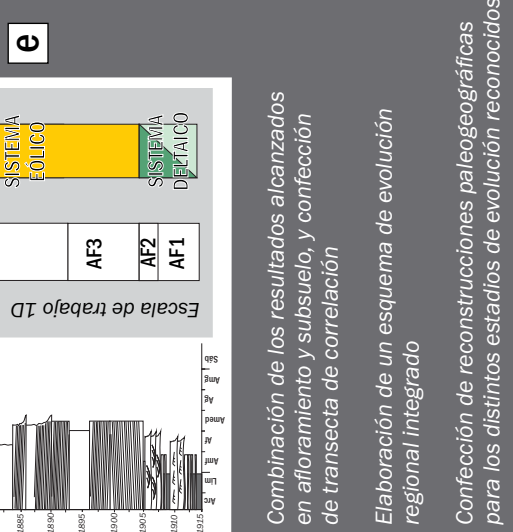 e
SISTEMA
EÓLICO
SISTEMA
DELTAICO
AF3
AF2
AF1
Escala de trabajo 1D
1885
1890
1895
1900
1905
1910
1915
Sáb
Amg
Ag
Amed
Af
Amf
Lim
Arc
Combinación de los resultados alcanzados
en afloramiento y subsuelo, y confección
de transecta de correlación
Elaboración de un esquema de evolución
regional integrado
Confección de reconstrucciones paleogeográficas
para los distintos estadios de evolución reconocidos